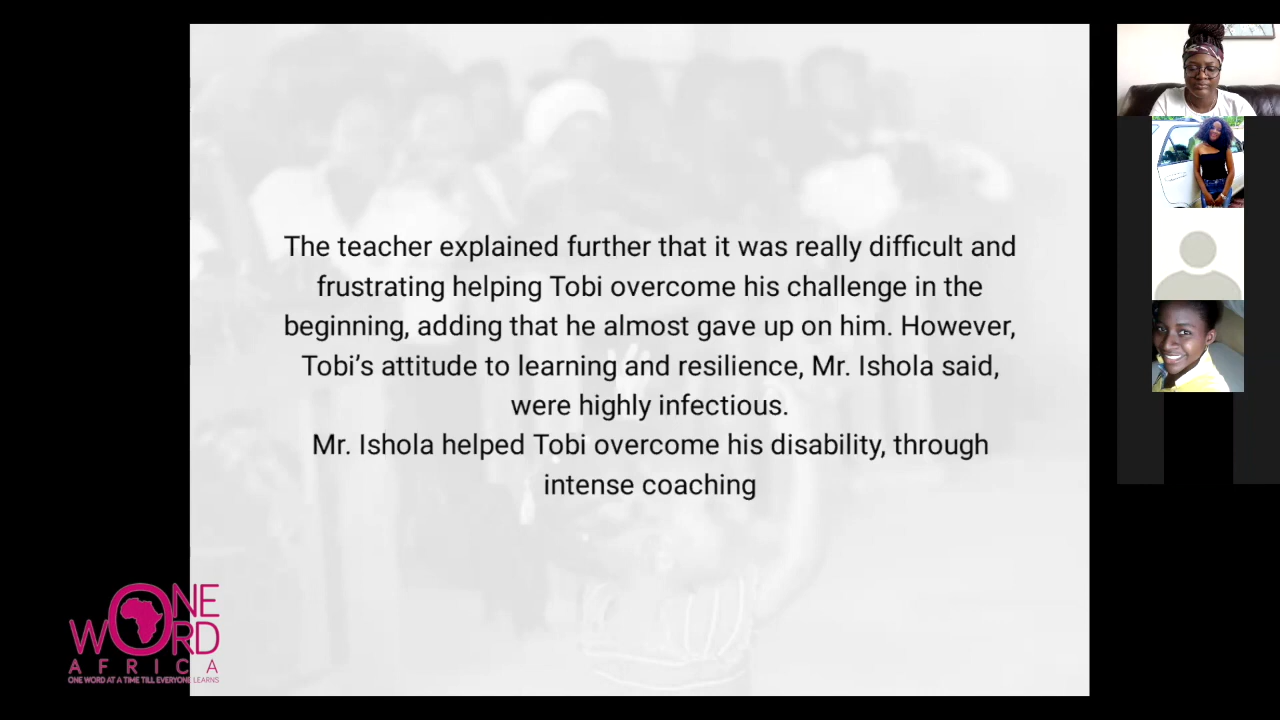 The teacher explained further that it was really difficult and
frustrating helping Tobi overcome his challenge in the
beginning, adding that he almost gave up on him. However,
Tobi’s attitude to learning and resilience, Mr. Ishola said,
were highly infectious.
Mr. Ishola helped Tobi overcome his disability, through
intense coaching
ONE
WORD
AFRICA
ONE WORD AT A TIME TILL EVERYONE LEARNS